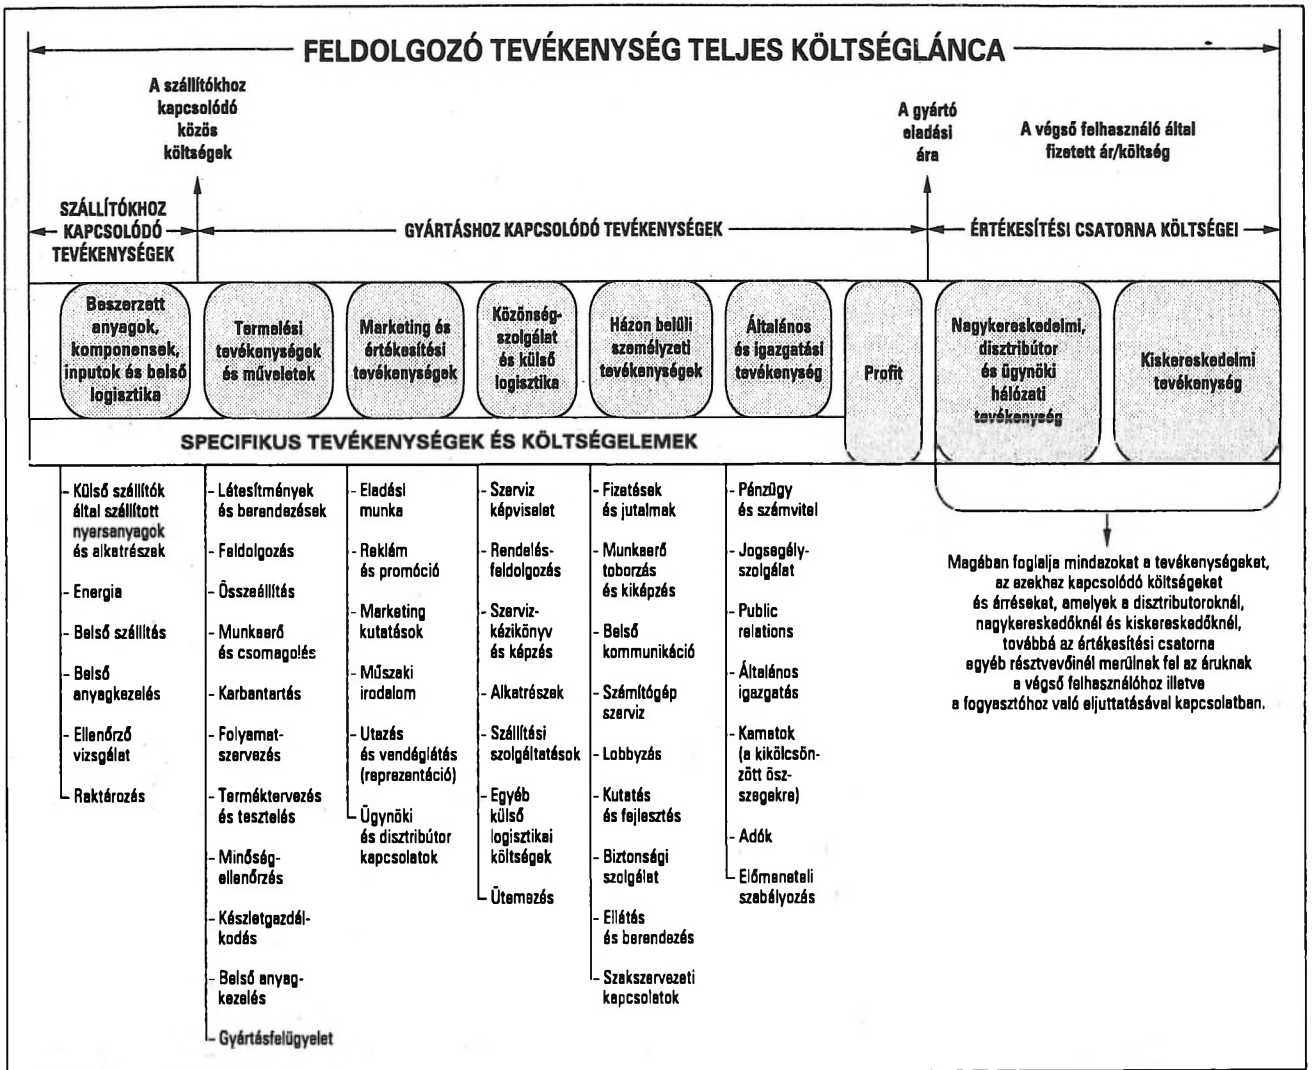 FELDOLGOZÓ TEVÉKENYSÉG TELJES KÖLTSÉGLÁNCA
A szállítókhoz
kapcsolódó
közös
költségek
A gyártó
eladási
ára
A végső felhasználó által
fizetett ár/költség
SZÁLLÍTÓKHOZ
KAPCSOLÓDÓ
TEVÉKENYSÉGEK
GYÁRTÁSHOZ KAPCSOLÓDÓ TEVÉKENYSÉGEK
ÉRTÉKESÍTÉSI CSATORNA KÖLTSÉGEI
Beszerzett
anyagok,
komponensek,
inputok és belső
logisztika
Termelési
tevékenységek
és műveletek
Marketing és
értékesítési
tevékenységek
Közönség-
szolgálat
és külső
logisztika
Házon belüli
személyzeti
tevékenységek
Általános
és igazgatási
tevékenység
Profit
Nagykereskedelmi,
disztribútor
és ügynöki
hálózati
tevékenység
Kiskereskedelmi
tevékenység
SPECIFIKUS TEVÉKENYSÉGEK ÉS KÖLTSÉGELEMEK
- Külső szállítók
által szállított
nyersanyagok
és alkatrészek
- Energia
- Belső szállítás
- Belső
anyagkezelés
- Ellenőrző
vizsgálat
- Raktározás
- Létesítmények
és berendezések
- Feldolgozás
- Összeállítás
- Munkaerő
és csomagolás
- Karbantartás
- Folyamat-
szervezés
- Terméktervezés
és tesztelés
- Minőség-
ellenőrzés
- Készletgazdál-
kodás
- Belső anyag-
kezelés
- Gyártásfelügyelet
- Eladási
munka
- Reklám
és promóció
- Marketing
kutatások
- Műszaki
irodalom
- Utazás
és vendéglátás
(reprezentáció)
- Ügynöki
és disztribútor
kapcsolatok
- Szerviz
képviselet
- Rendelés-
feldolgozás
- Szerviz-
kézikönyv
és képzés
- Alkatrészek
- Szállítási
szolgáltatások
- Egyéb
külső
logisztikai
költségek
- Ütemezés
- Fizetések
és jutalmak
- Munkaerő
toborzás
és kiképzés
- Belső
kommunikáció
- Számítógép
szerviz
- Lobbyzás
- Kutatás
és fejlesztés
- Biztonsági
szolgálat
- Ellátás
és berendezés
- Szakszervezeti
kapcsolatok
- Pénzügy
és számvitel
- Jogsegély-
szolgálat
- Public
relations
- Általános
igazgatás
- Kamatok
(a kikölcsön-
zött ösz-
szegekre)
- Adók
- Előmeneteli
szabályozás
Magában foglalja mindazokat a tevékenységeket,
az ezekhez kapcsolódó költségeket
és árréseket, amelyek a disztributoroknál,
nagykereskedőknél és kiskereskedőknél,
továbbá az értékesítési csatorna
egyéb résztvevőinél merülnek fel az áruknak
a végső felhasználóhoz illetve
a fogyasztóhoz való eljuttatásával kapcsolatban.